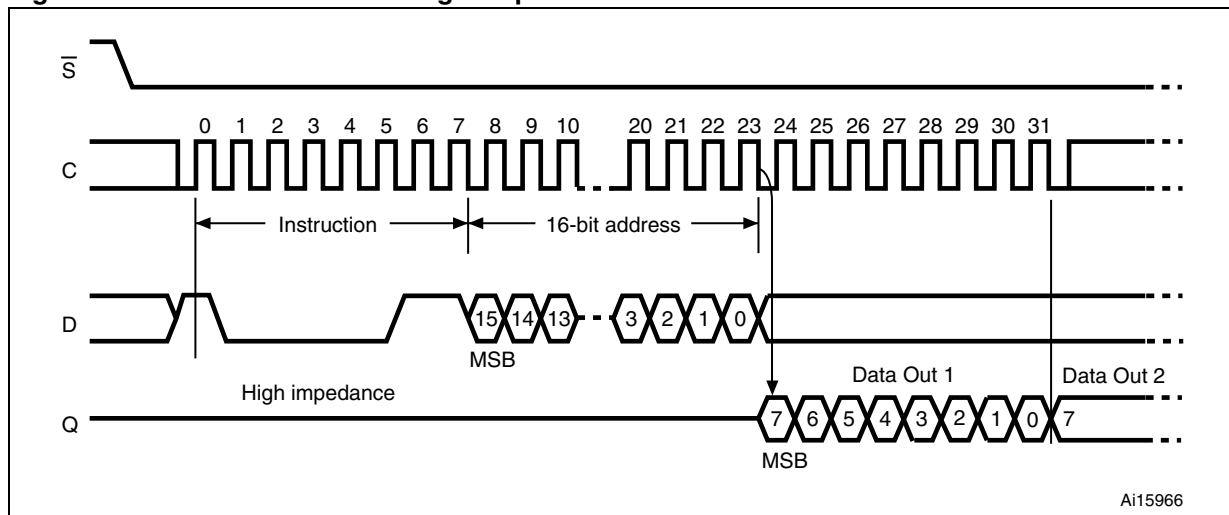 S
0 1 2 3 4 5 6 7 8 9 10 20 21 22 23 24 25 26 27 28 29 30 31
C
Instruction 16-bit address
D
15 14 13 3 2 1 0
MSB
Data Out 1 Data Out 2
High impedance
Q
7 6 5 4 3 2 1 0 7
MSB
Ai15966